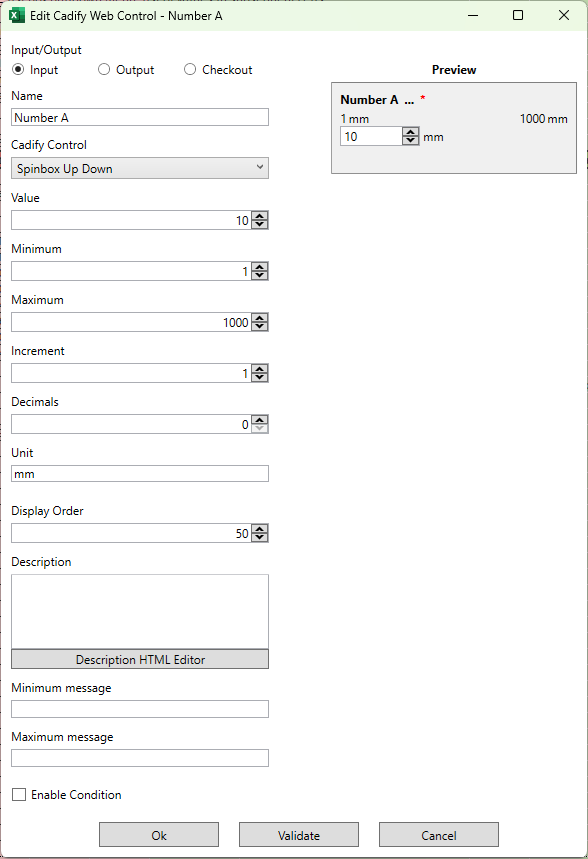 Edit Cadify Web Control - Number A
Input/Output
Input Output Checkout
Name
Number A
Cadify Control
Spinbox Up Down
Value
10
Minimum
1
Maximum
1000
Increment
1
Decimals
0
Unit
mm
Display Order
50
Description
Description HTML Editor
Minimum message
Maximum message
Enable Condition
Ok Validate Cancel
Preview
Number A ... *
1 mm 1000 mm
10 mm